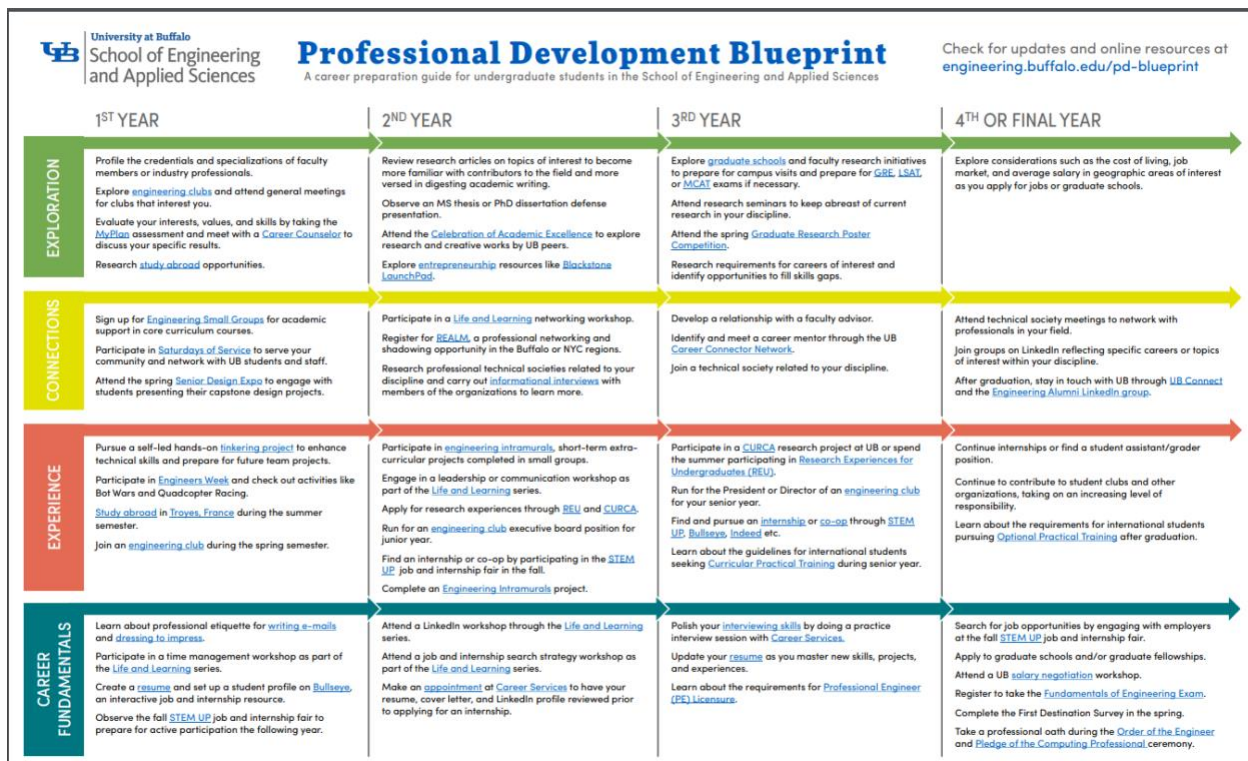 UB
University at Buffalo
School of Engineering
and Applied Sciences
Professional Development Blueprint
A career preparation guide for undergraduate students in the School of Engineering and Applied Sciences
Check for updates and online resources at
engineering.buffalo.edu/pd-blueprint
1ST YEAR
2ND YEAR
3RD YEAR
4TH OR FINAL YEAR
EXPLORATION
Profile the credentials and specializations of faculty
members or industry professionals.
Explore engineering clubs and attend general meetings
for clubs that interest you.
Evaluate your interests, values, and skills by taking the
MyPlan assessment and meet with a Career Counselor to
discuss your specific results.
Research study abroad opportunities.
Review research articles on topics of interest to become
more familiar with contributors to the field and more
versed in digesting academic writing.
Observe an MS thesis or PhD dissertation defense
presentation.
Attend the Celebration of Academic Excellence to explore
research and creative works by UB peers.
Explore entrepreneurship resources like Blackstone
LaunchPad.
Explore graduate schools and faculty research initiatives
to prepare for campus visits and prepare for GRE, LSAT,
or MCAT exams if necessary.
Attend research seminars to keep abreast of current
research in your discipline.
Attend the spring Graduate Research Poster
Competition.
Research requirements for careers of interest and
identify opportunities to fill skills gaps.
Explore considerations such as the cost of living, job
market, and average salary in geographic areas of interest
as you apply for jobs or graduate schools.
CONNECTIONS
Sign up for Engineering Small Groups for academic
support in core curriculum courses.
Participate in Saturdays of Service to serve your
community and network with UB students and staff.
Attend the spring Senior Design Expo to engage with
students presenting their capstone design projects.
Participate in a Life and Learning networking workshop.
Register for REALM, a professional networking and
shadowing opportunity in the Buffalo or NYC regions.
Research professional technical societies related to your
discipline and carry out informational interviews with
members of the organizations to learn more.
Develop a relationship with a faculty advisor.
Identify and meet a career mentor through the UB
Career Connector Network.
Join a technical society related to your discipline.
Attend technical society meetings to network with
professionals in your field.
Join groups on LinkedIn reflecting specific careers or topics
of interest within your discipline.
After graduation, stay in touch with UB through UB Connect
and the Engineering Alumni LinkedIn group.
EXPERIENCE
Pursue a self-led hands-on tinkering project to enhance
technical skills and prepare for future team projects.
Participate in Engineers Week and check out activities like
Bot Wars and Quadcopter Racing.
Study abroad in Troyes, France during the summer
semester.
Join an engineering club during the spring semester.
Participate in engineering intramurals, short-term extra-
curricular projects completed in small groups.
Engage in a leadership or communication workshop as
part of the Life and Learning series.
Apply for research experiences through REU and CURCA.
Run for an engineering club executive board position for
junior year.
Find an internship or co-op by participating in the STEM
UP job and internship fair in the fall.
Complete an Engineering Intramurals project.
Participate in a CURCA research project at UB or spend
the summer participating in Research Experiences for
Undergraduates (REU).
Run for the President or Director of an engineering club
for your senior year.
Find and pursue an internship or co-op through STEM
UP, Bullseye, Indeed etc.
Learn about the guidelines for international students
seeking Curricular Practical Training during senior year.
Continue internships or find a student assistant/grader
position.
Continue to contribute to student clubs and other
organizations, taking on an increasing level of
responsibility.
Learn about the requirements for international students
pursuing Optional Practical Training after graduation.
CAREER
FUNDAMENTALS
Learn about professional etiquette for writing e-mails
and dressing to impress.
Participate in a time management workshop as part of
the Life and Learning series.
Create a resume and set up a student profile on Bullseye,
an interactive job and internship resource.
Observe the fall STEM UP job and internship fair to
prepare for active participation the following year.
Attend a LinkedIn workshop through the Life and Learning
series.
Attend a job and internship search strategy workshop as
part of the Life and Learning series.
Make an appointment at Career Services to have your
resume, cover letter, and LinkedIn profile reviewed prior
to applying for an internship.
Polish your interviewing skills by doing a practice
interview session with Career Services.
Update your resume as you master new skills, projects,
and experiences.
Learn about the requirements for Professional Engineer
(PE) Licensure.
Search for job opportunities by engaging with employers
at the fall STEM UP job and internship fair.
Apply to graduate schools and/or graduate fellowships.
Attend a UB salary negotiation workshop.
Register to take the Fundamentals of Engineering Exam.
Complete the First Destination Survey in the spring.
Take a professional oath during the Order of the Engineer
and Pledge of the Computing Professional ceremony.